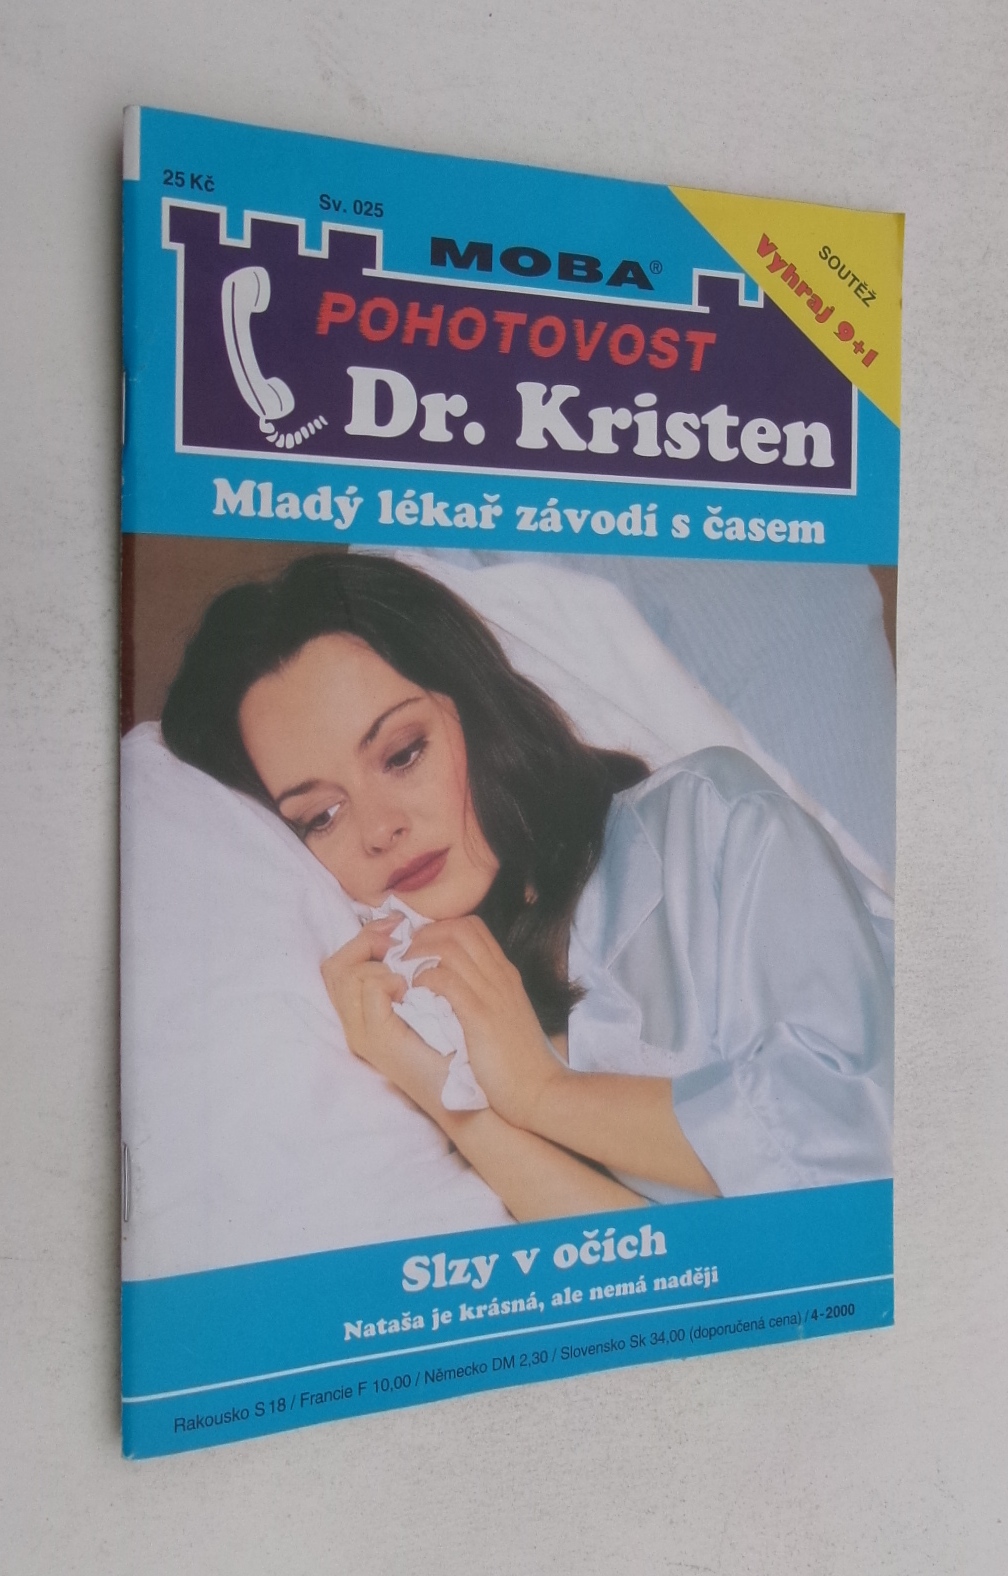 25 Kč
Sv. 025
MOBA®
SOUTĚŽ
Vyhraj 9+1
POHOTOVOST
Dr. Kristen
Mladý lékař závodí s časem
Slzy v očích
Nataša je krásná, ale nemá naději
Rakousko S 18 / Francie F 10,00 / Německo DM 2,30 / Slovensko Sk 34,00 (doporučená cena) / 4-2000